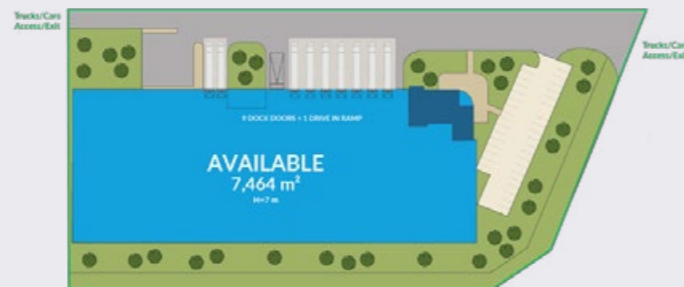 Trucks/Cars
Access/Exit
Trucks/Cars
Access/Exit
9 DOCK DOORS + 1 DRIVE IN RAMP
AVAILABLE
7,464 m²
H=7 m